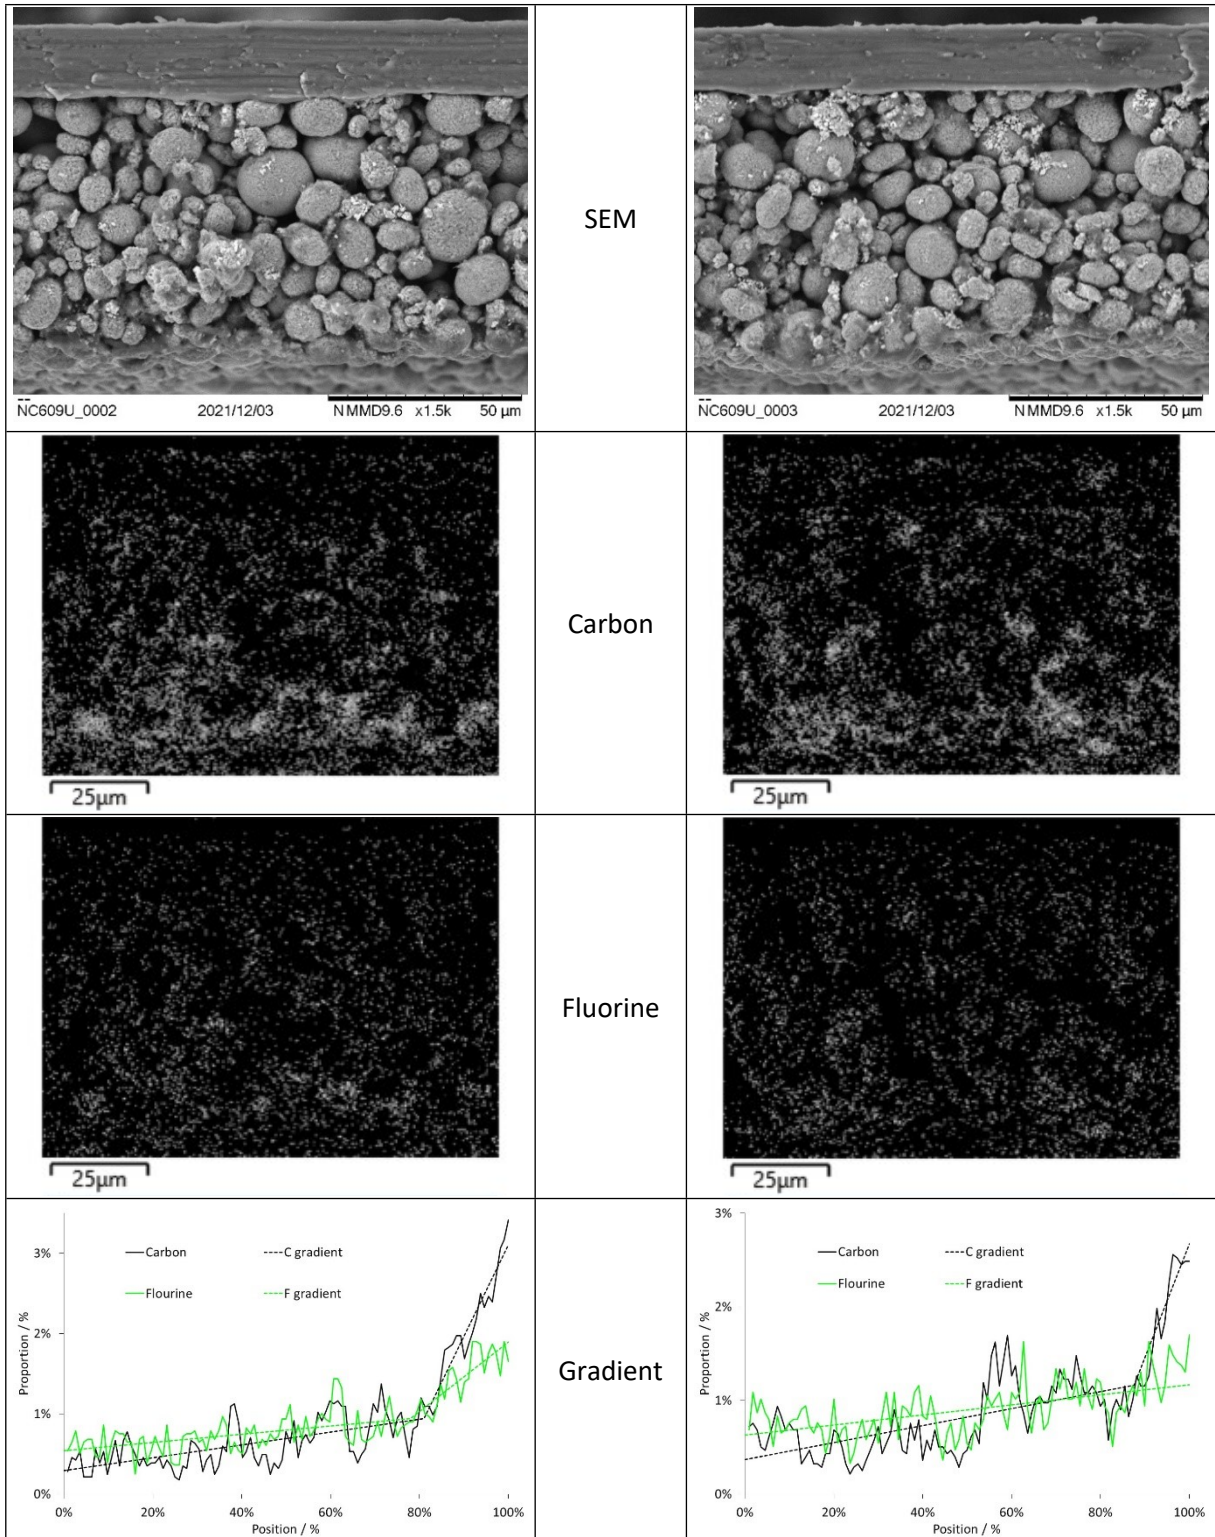 SEM
NC609U_0002 2021/12/03 NMMD9.6 x1.5k 50 µm
NC609U_0003 2021/12/03 NMMD9.6 x1.5k 50 µm
Carbon
25µm
25µm
Fluorine
25µm
25µm
Gradient
Carbon
C gradient
Flourine
F gradient
Proportion / %
3%
2%
1%
0%
0%
20%
40%
60%
80%
100%
Position / %
Carbon
C gradient
Flourine
F gradient
Proportion / %
3%
2%
1%
0%
0%
20%
40%
60%
80%
100%
Position / %